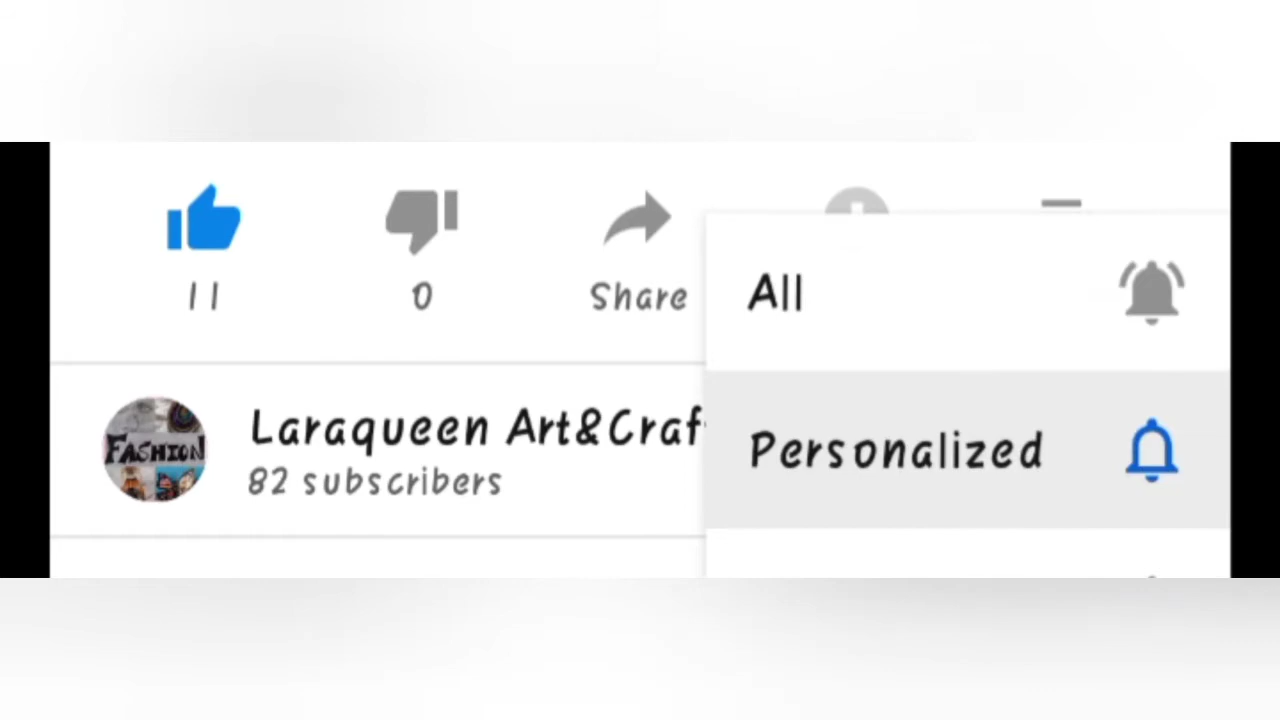 11
0
Share
All
FASHION
Laraqueen Art&Craf
82 subscribers
Personalized